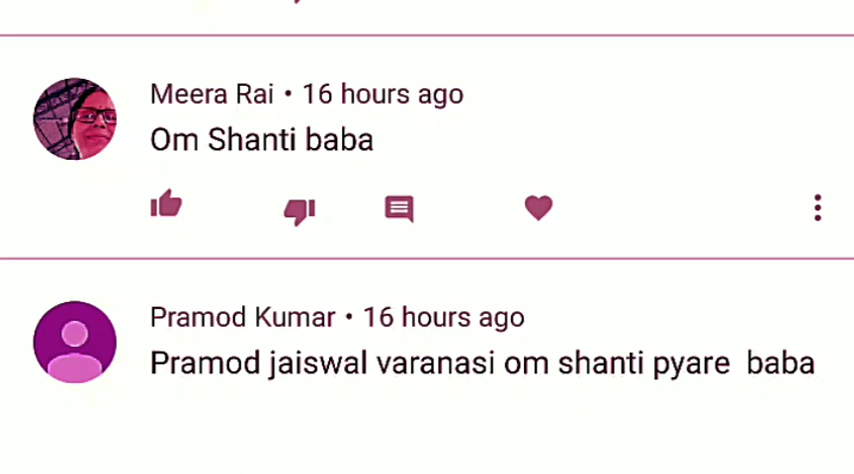 Meera Rai • 16 hours ago
Om Shanti baba
Pramod Kumar • 16 hours ago
Pramod jaiswal varanasi om shanti pyare baba